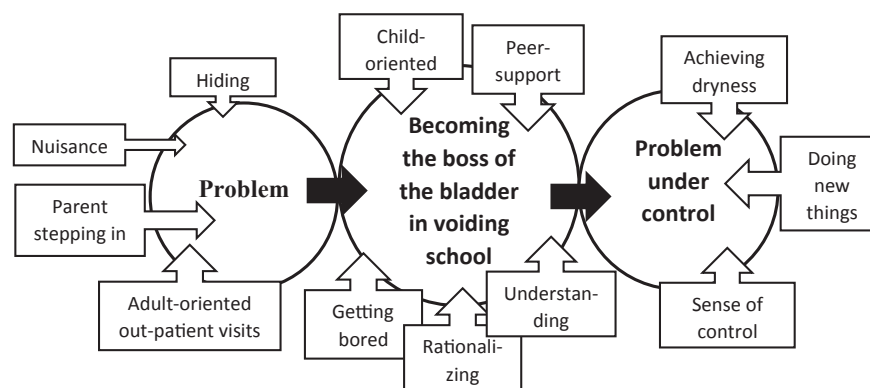 Hiding
Nuisance
Parent
stepping in
Adult-oriented
out-patient visits
Problem
Child-
oriented
Peer-
support
Becoming
the boss of
the bladder
in voiding
school
Getting
bored
Rationali-
zing
Understan-
ding
Achieving
dryness
Problem
under
control
Doing
new
things
Sense of
control